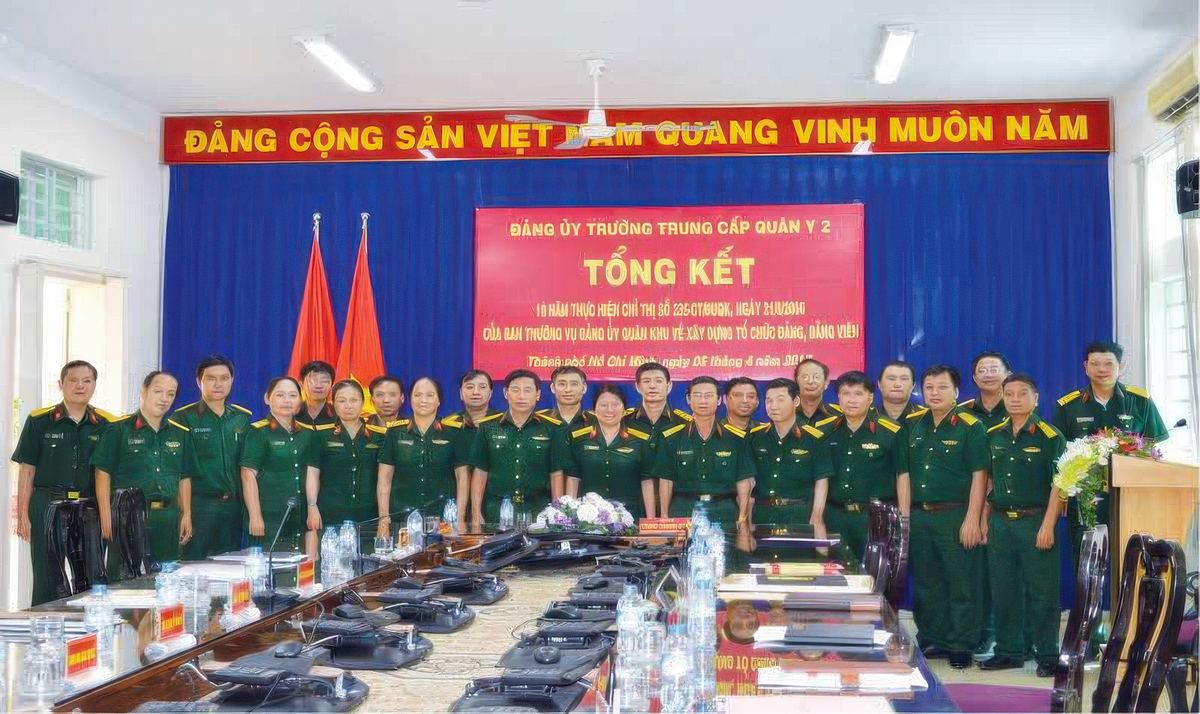 ĐẢNG CỘNG SẢN VIỆT NAM QUANG VINH MUÔN NĂM
ĐẢNG ỦY TRƯỜNG TRUNG CẤP QUÂN Y 2
TỔNG KẾT
10 NĂM THỰC HIỆN CHỈ THỊ SỐ NGÀY
CỦA BAN THƯỜNG VỤ ĐẢNG ỦY QUÂN KHU VỀ XÂY DỰNG TỔ CHỨC ĐẢNG, ĐẢNG VIÊN
Thành phố Hồ Chí Minh, ngày tháng 4 năm